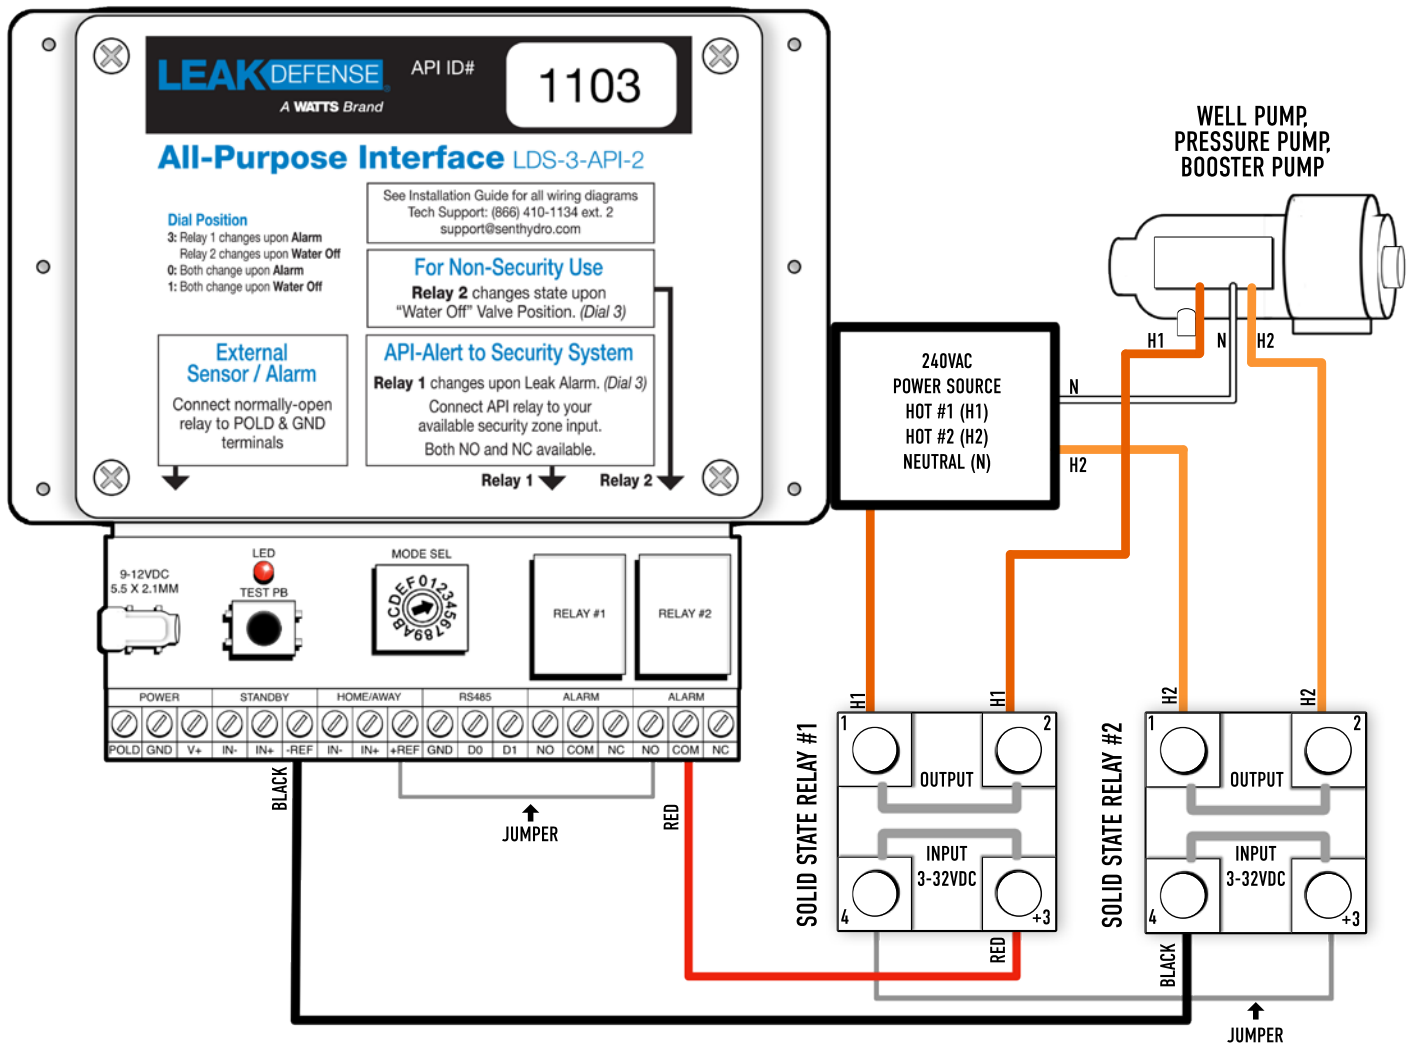 LEAK DEFENSE
A WATTS Brand
API ID#
1103
All-Purpose Interface LDS-3-API-2
Dial Position
3: Relay 1 changes upon Alarm
Relay 2 changes upon Water Off
0: Both change upon Alarm
1: Both change upon Water Off
See Installation Guide for all wiring diagrams
Tech Support: (866) 410-1134 ext. 2
support@senthydro.com
For Non-Security Use
Relay 2 changes state upon
"Water Off" Valve Position. (Dial 3)
External
Sensor / Alarm
Connect normally-open
relay to POLD & GND
terminals
API-Alert to Security System
Relay 1 changes upon Leak Alarm. (Dial 3)
Connect API relay to your
available security zone input.
Both NO and NC available.
Relay 1
Relay 2
9-12VDC
5.5 X 2.1MM
LED
TEST PB
MODE SEL
0123456789ABCDEF
RELAY #1
RELAY #2
POWER STANDBY HOME/AWAY RS485 ALARM ALARM
POLD GND V+ IN- IN+ -REF IN- IN+ +REF GND D0 D1 NO COM NC NO COM NC
BLACK
JUMPER
RED
WELL PUMP,
PRESSURE PUMP,
BOOSTER PUMP
H1
N
H2
240VAC
POWER SOURCE
HOT #1 (H1)
HOT #2 (H2)
NEUTRAL (N)
N
H2
H1
H1
H2
H2
SOLID STATE RELAY #1
1
2
OUTPUT
INPUT
3-32VDC
4
+3
RED
SOLID STATE RELAY #2
1
2
OUTPUT
INPUT
3-32VDC
4
+3
BLACK
JUMPER